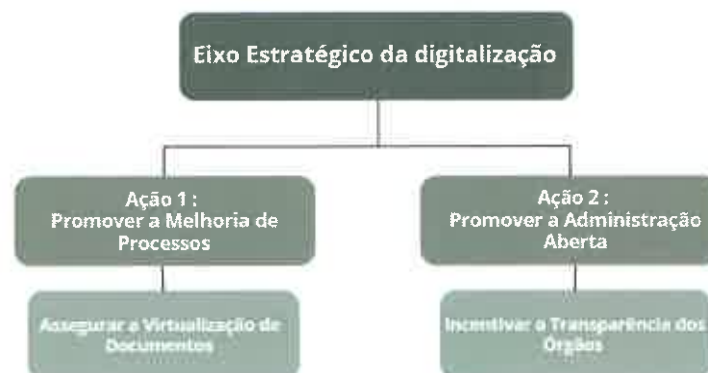 Eixo Estratégico da digitalização
Ação 1 :
Promover a Melhoria de
Processos
Ação 2 :
Promover a Administração
Aberta
Assegurar a Virtualização de
Documentos
Incentivar a Transparência dos
Órgãos